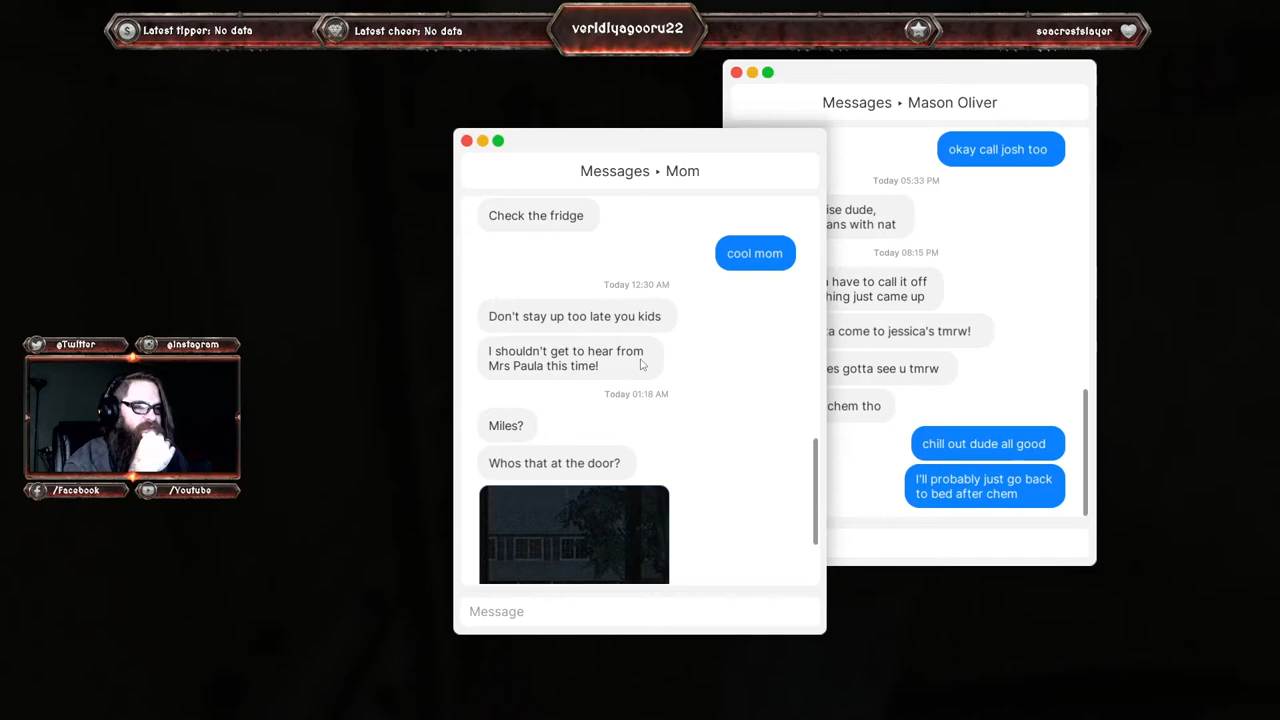 Latest tipper: No data
Latest cheer: No data
veridiyagooru22
seacrestslayer
Messages ‣ Mason Oliver
okay call josh too
Today 05:33 PM
ise dude,
ans with nat
Today 08:15 PM
have to call it off
hing just came up
a come to jessica's tmrw!
es gotta see u tmrw
chem tho
chill out dude all good
I'll probably just go back
to bed after chem
Messages ‣ Mom
Check the fridge
cool mom
Today 12:30 AM
Don't stay up too late you kids
I shouldn't get to hear from
Mrs Paula this time!
Today 01:18 AM
Miles?
Whos that at the door?
Message
@Twitter
@Instagram
/Facebook
/Youtube